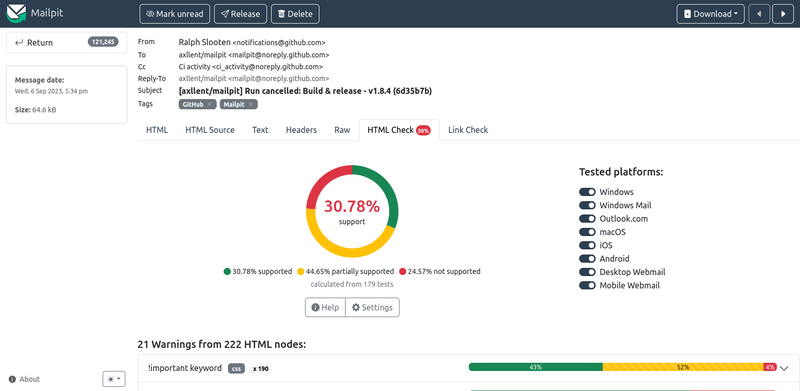 Mailpit
Mark unread
Release
Delete
Download
Return
121,245
Message date:
Wed, 6 Sep 2023, 5:34 pm
Size: 64.6 kB
From Ralph Slooten <notifications@github.com>
To axllent/mailpit <mailpit@noreply.github.com>
Cc Ci activity <ci_activity@noreply.github.com>
Reply-To axllent/mailpit <mailpit@noreply.github.com>
Subject [axllent/mailpit] Run cancelled: Build & release - v1.8.4 (6d35b7b)
Tags GitHub × Mailpit ×
HTML HTML Source Text Headers Raw HTML Check 30% Link Check
30.78%
support
30.78% supported 44.65% partially supported 24.57% not supported
calculated from 179 tests
Help Settings
Tested platforms:
Windows
Windows Mail
Outlook.com
macOS
iOS
Android
Desktop Webmail
Mobile Webmail
21 Warnings from 222 HTML nodes:
!important keyword css x 190 43% 52% 4%
About